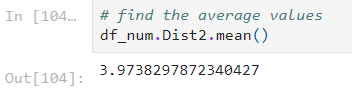 In [104…
# find the average values
df_num.Dist2.mean()
Out[104]:
3.9738297872340427